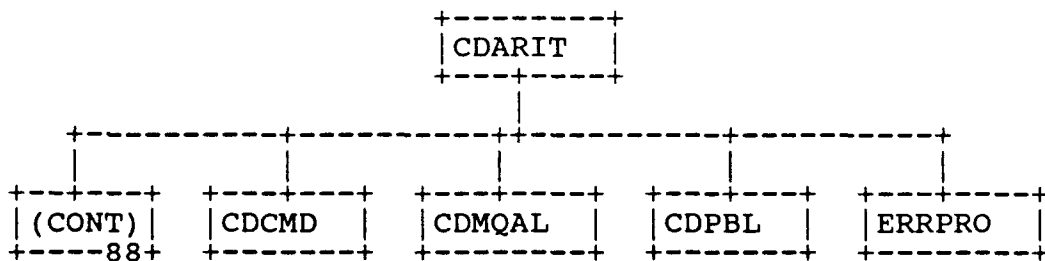 CDARIT
(CONT) CDCMD CDMQAL CDPBL ERRPRO
88